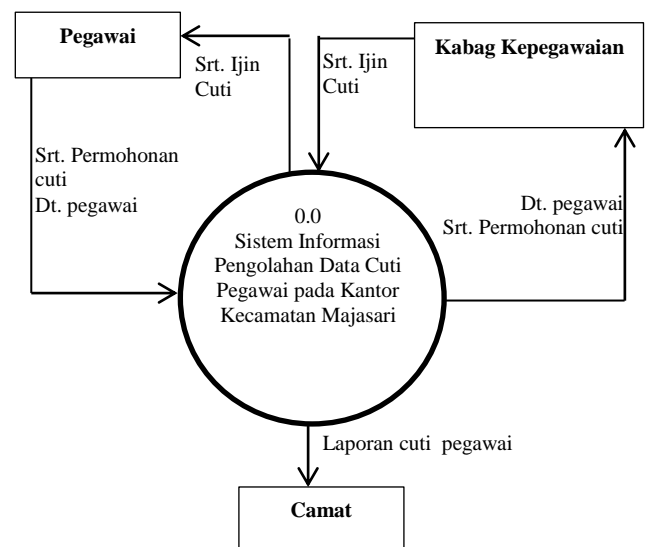 Pegawai
Srt. Ijin
Cuti
Srt. Ijin
Cuti
Kabag Kepegawaian
Srt. Permohonan
cuti
Dt. pegawai
Dt. pegawai
Srt. Permohonan cuti
0.0
Sistem Informasi
Pengolahan Data Cuti
Pegawai pada Kantor
Kecamatan Majasari
Laporan cuti pegawai
Camat